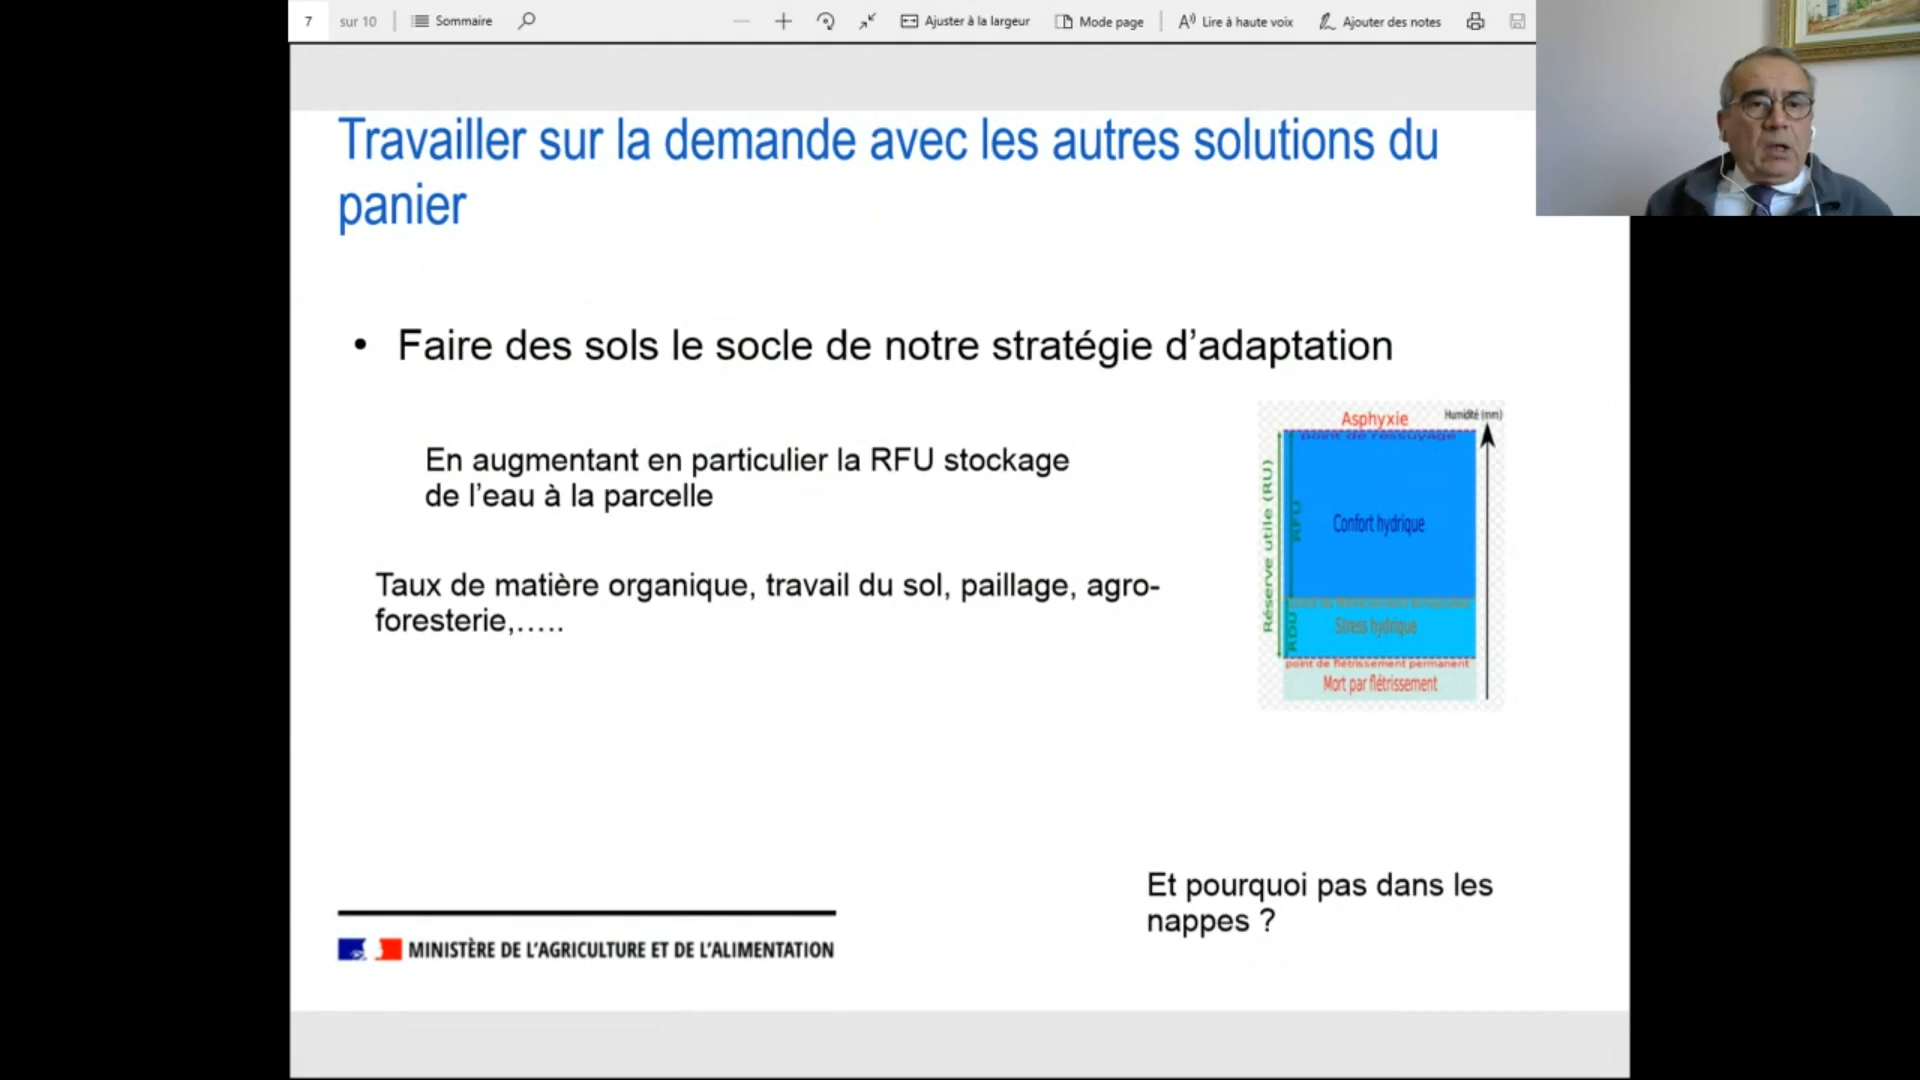 7 sur 10 Sommaire Ajuster à la largeur Mode page Lire à haute voix Ajouter des notes
Travailler sur la demande avec les autres solutions du
panier
• Faire des sols le socle de notre stratégie d’adaptation
En augmentant en particulier la RFU stockage
de l’eau à la parcelle
Taux de matière organique, travail du sol, paillage, agro-
foresterie,…..
Asphyxie
Humidité (mm)
point de ressuyage
Réserve utile (RU)
RFU
Confort hydrique
RDU
Stress hydrique
point de flétrissement permanent
Mort par flétrissement
Et pourquoi pas dans les
nappes ?
MINISTÈRE DE L’AGRICULTURE ET DE L’ALIMENTATION